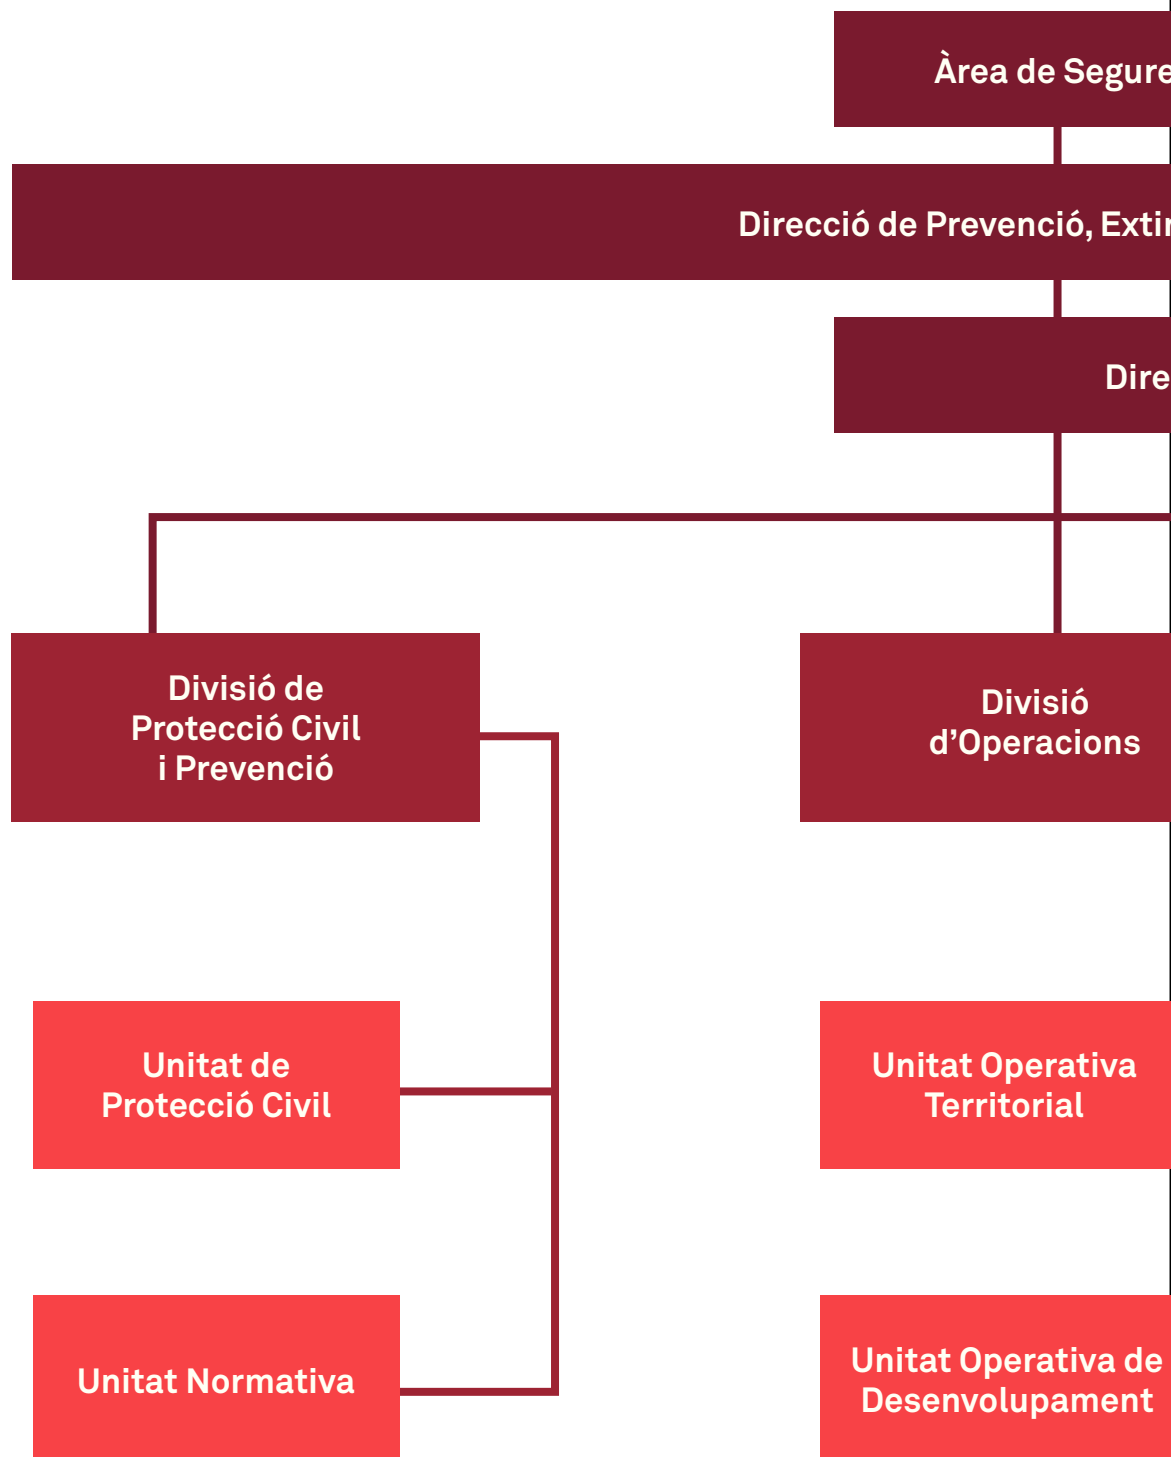 Àrea de Segure
Direcció de Prevenció, Extin
Dire
Divisió de
Protecció Civil
i Prevenció
Divisió
d’Operacions
Unitat de
Protecció Civil
Unitat Operativa
Territorial
Unitat Normativa
Unitat Operativa de
Desenvolupament